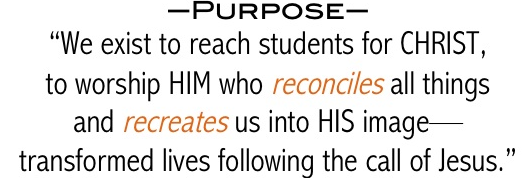 —PURPOSE—
“We exist to reach students for CHRIST,
to worship HIM who reconciles all things
and recreates us into HIS image——
transformed lives following the call of Jesus.”